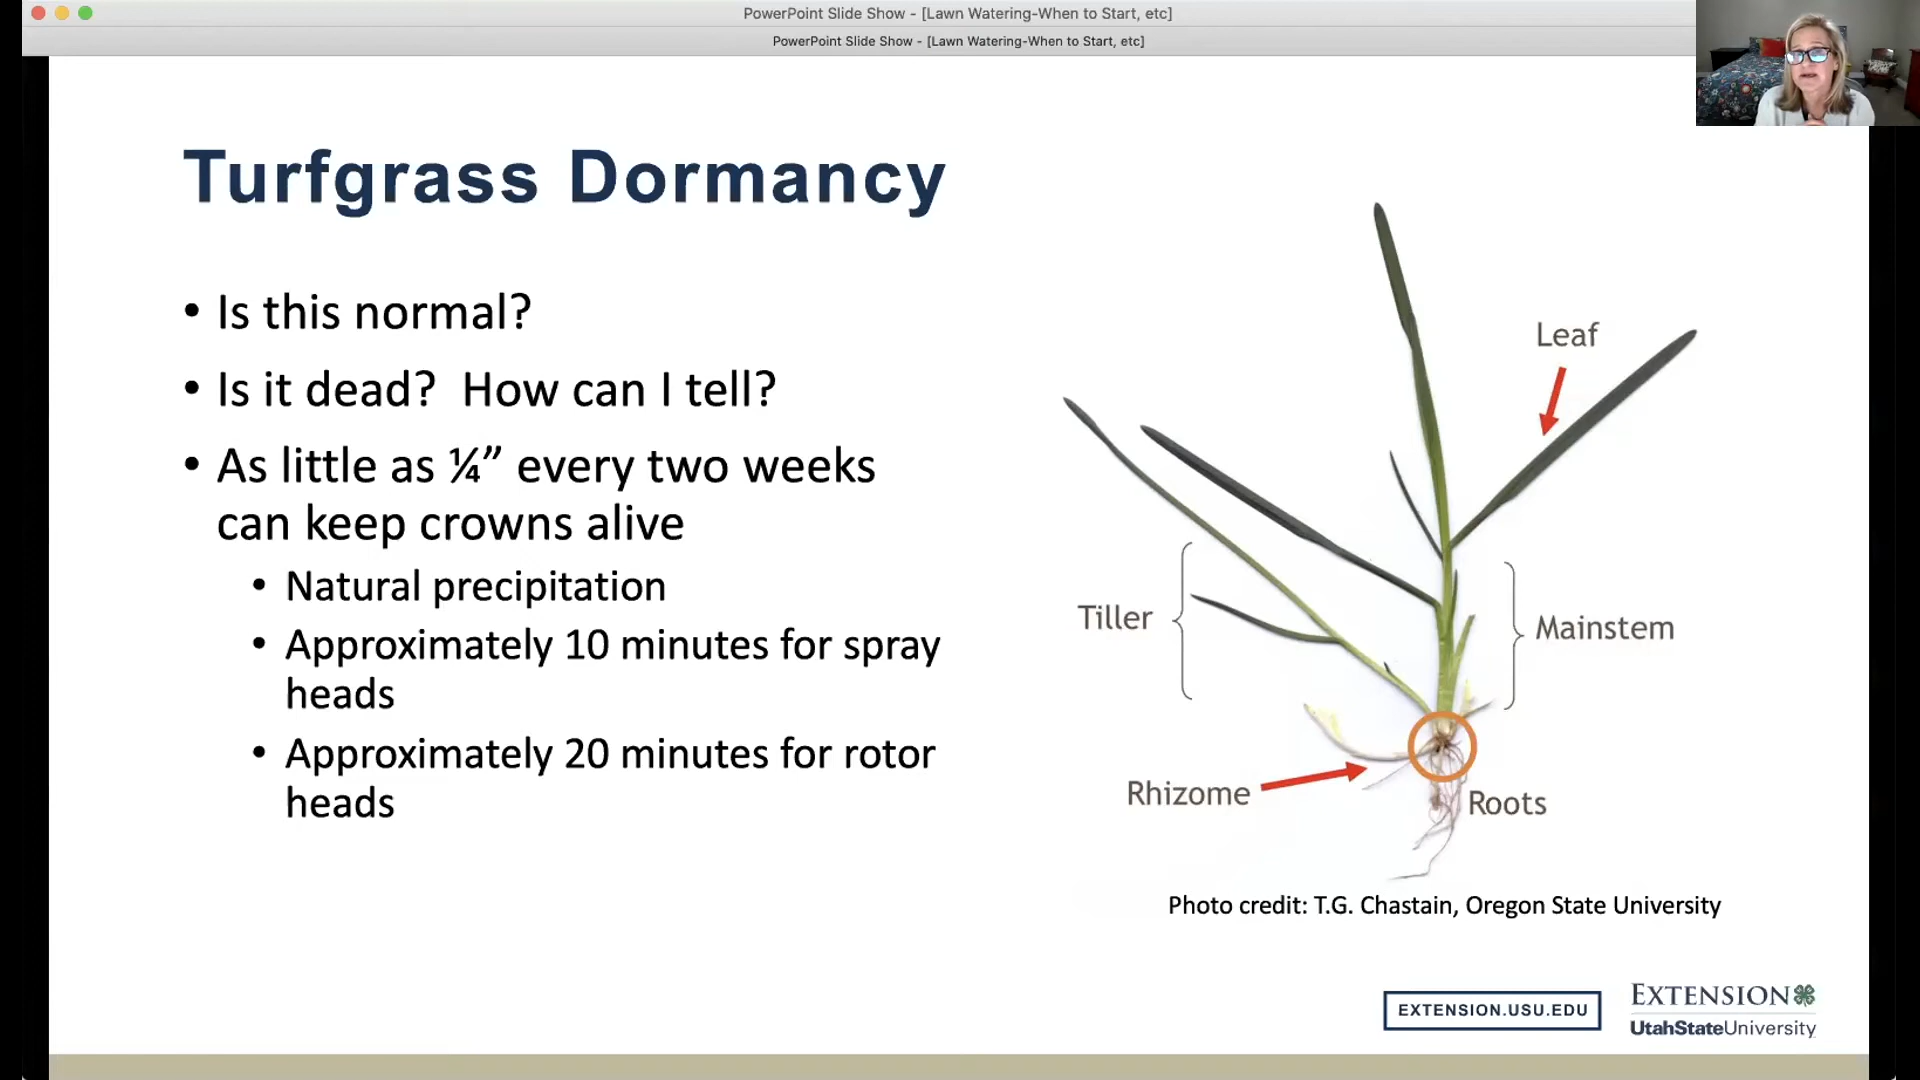 PowerPoint Slide Show - [Lawn Watering-When to Start, etc]
PowerPoint Slide Show - [Lawn Watering-When to Start, etc]
Turfgrass Dormancy
• Is this normal?
• Is it dead?  How can I tell?
• As little as ¼” every two weeks
can keep crowns alive
• Natural precipitation
• Approximately 10 minutes for spray
heads
• Approximately 20 minutes for rotor
heads
Leaf
Tiller
Mainstem
Rhizome
Roots
Photo credit: T.G. Chastain, Oregon State University
EXTENSION.USU.EDU
EXTENSION
UtahStateUniversity